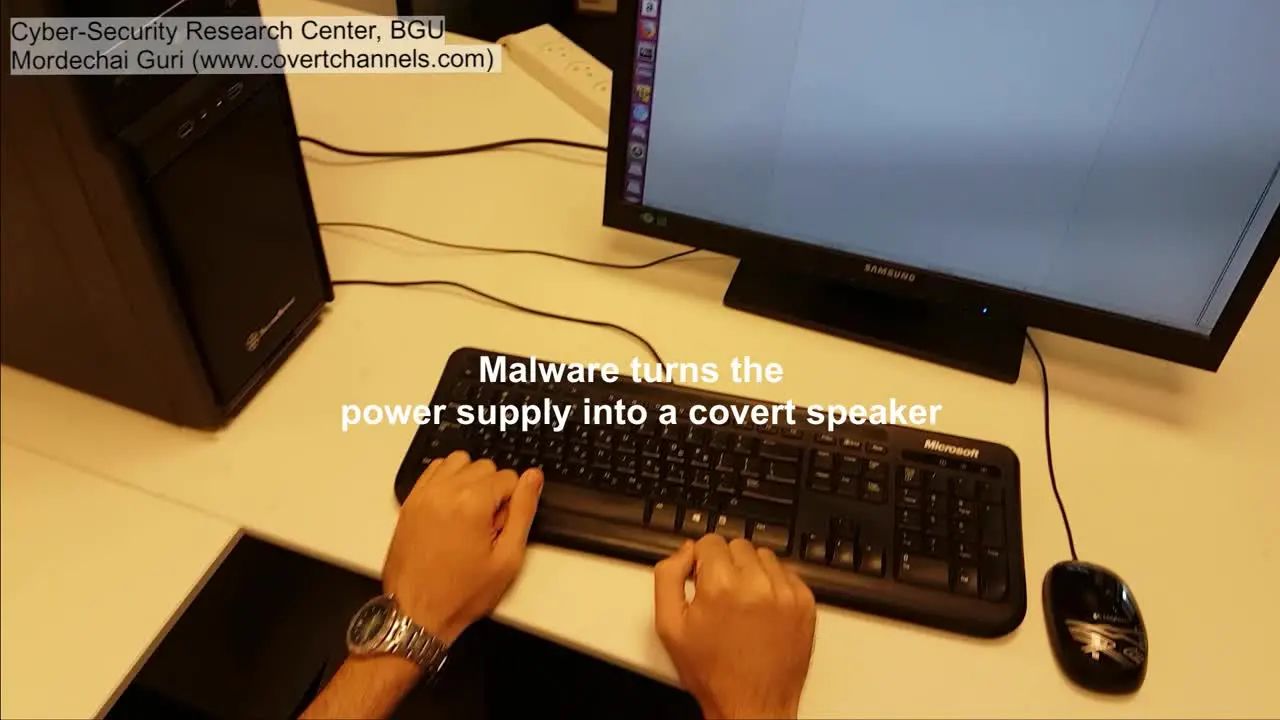 Cyber-Security Research Center, BGU
Mordechai Guri (www.covertchannels.com)
SAMSUNG
Malware turns the
power supply into a covert speaker
Microsoft